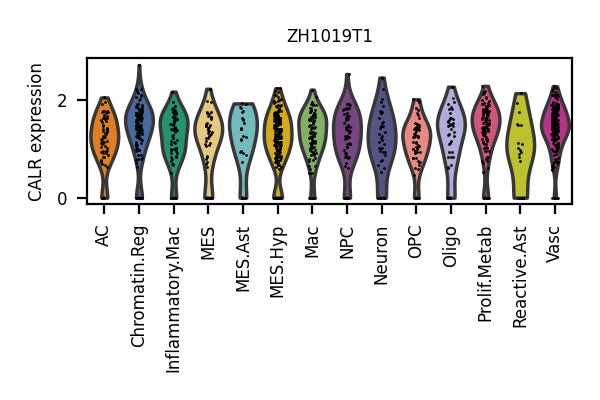 ZH1019T1
CALR expression
2
0
AC
Chromatin.Reg
Inflammatory.Mac
MES
MES.Ast
MES.Hyp
Mac
NPC
Neuron
OPC
Oligo
Prolif.Metab
Reactive.Ast
Vasc